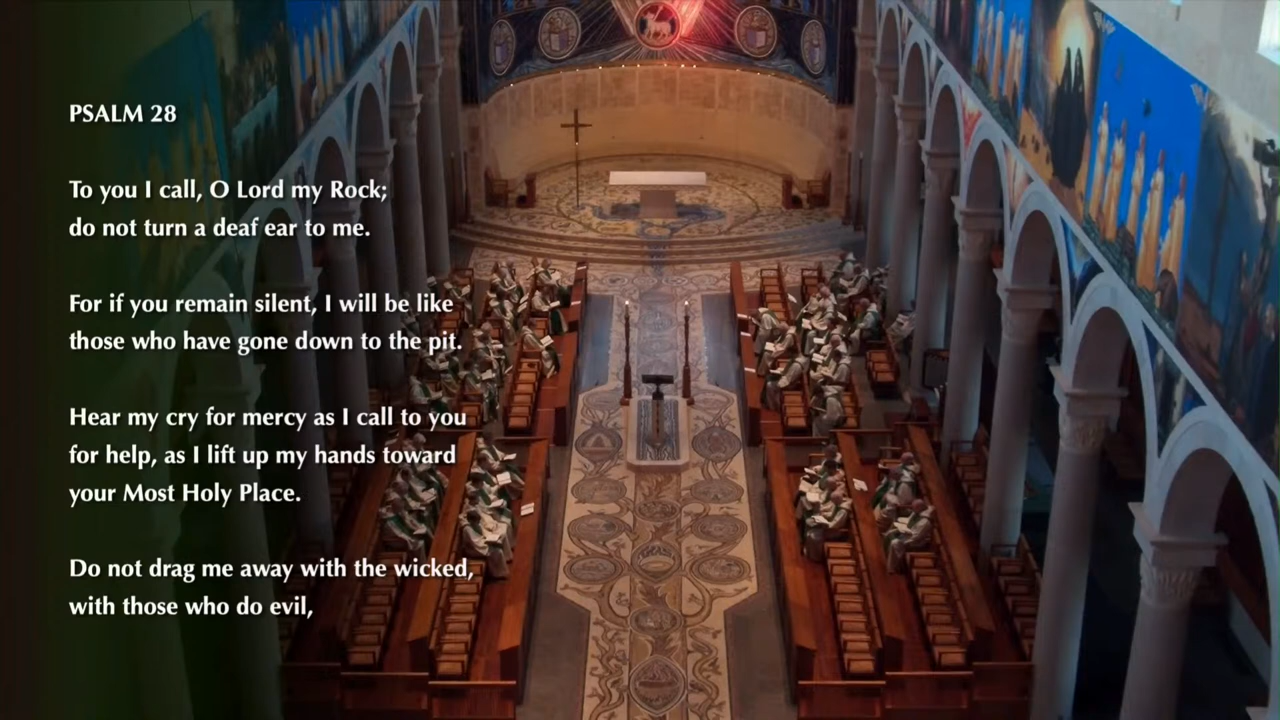 PSALM 28
To you I call, O Lord my Rock;
do not turn a deaf ear to me.
For if you remain silent, I will be like
those who have gone down to the pit.
Hear my cry for mercy as I call to you
for help, as I lift up my hands toward
your Most Holy Place.
Do not drag me away with the wicked,
with those who do evil,